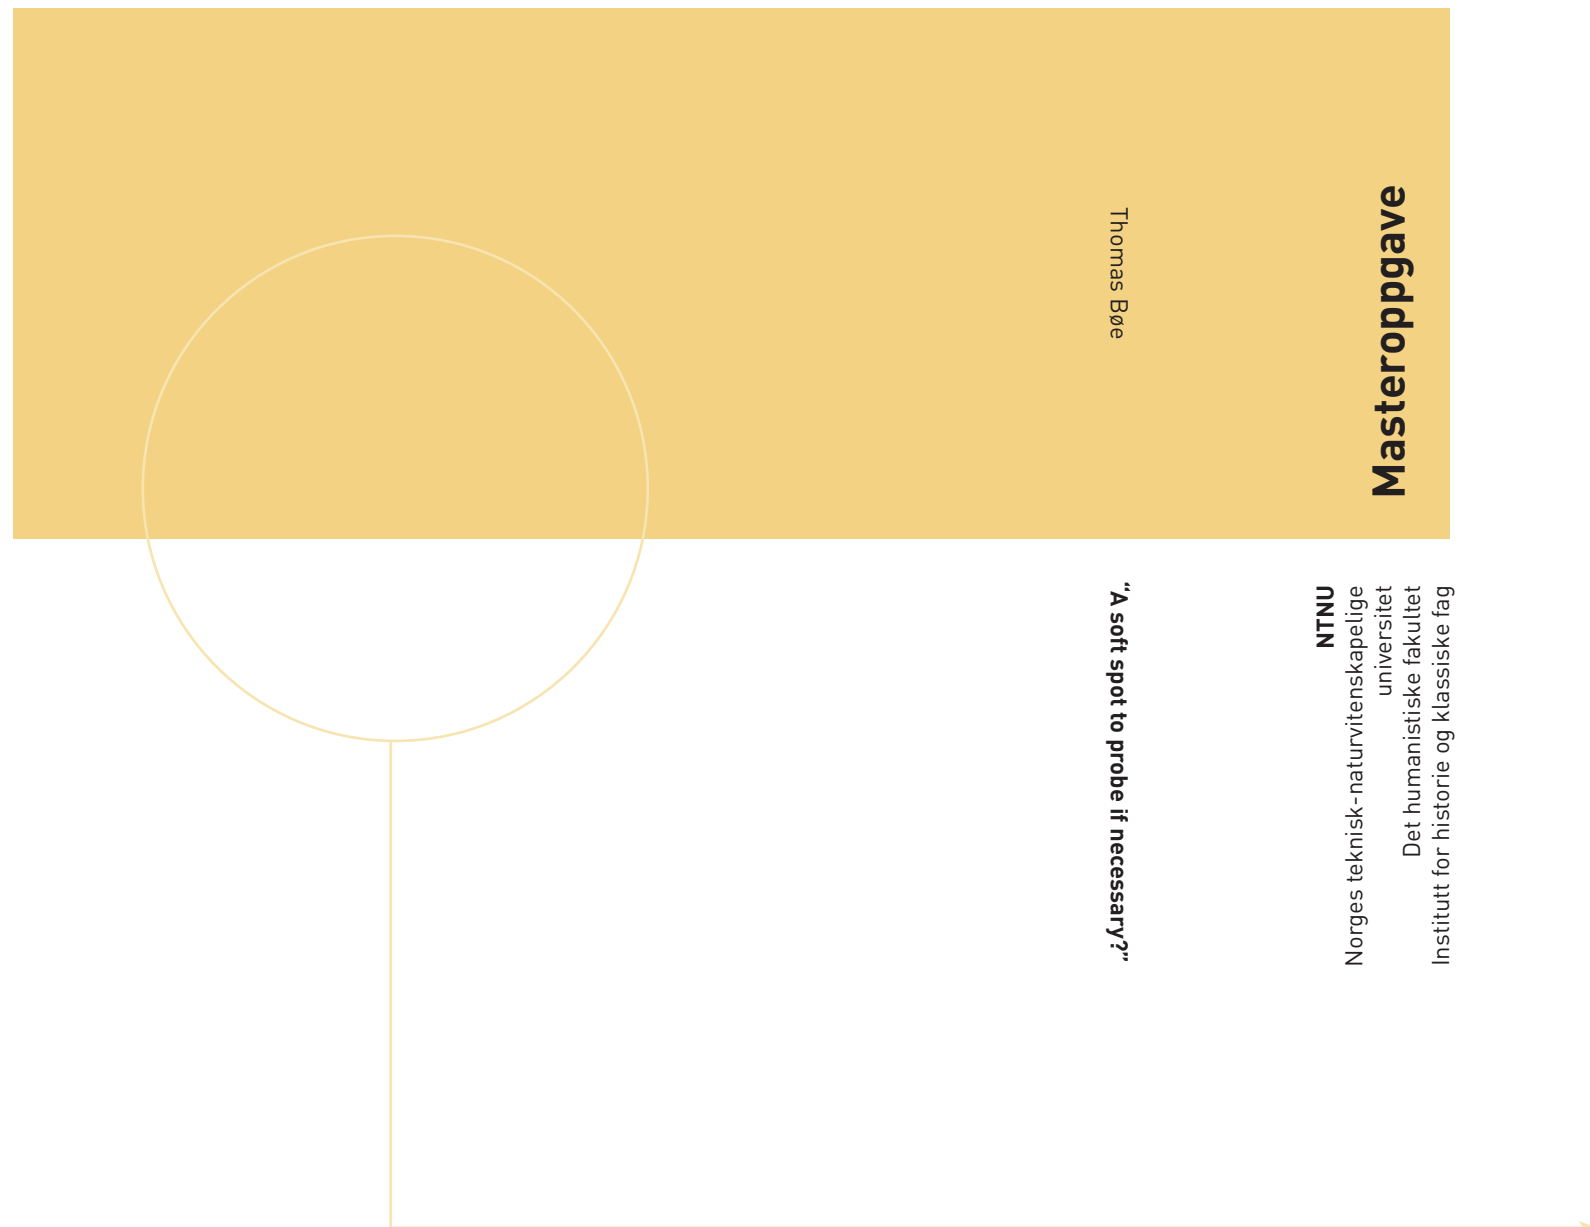 Masteroppgave
NTNU
Norges teknisk-naturvitenskapelige
universitet
Det humanistiske fakultet
Institutt for historie og klassiske fag
Thomas Bøe
“A soft spot to probe if necessary?”